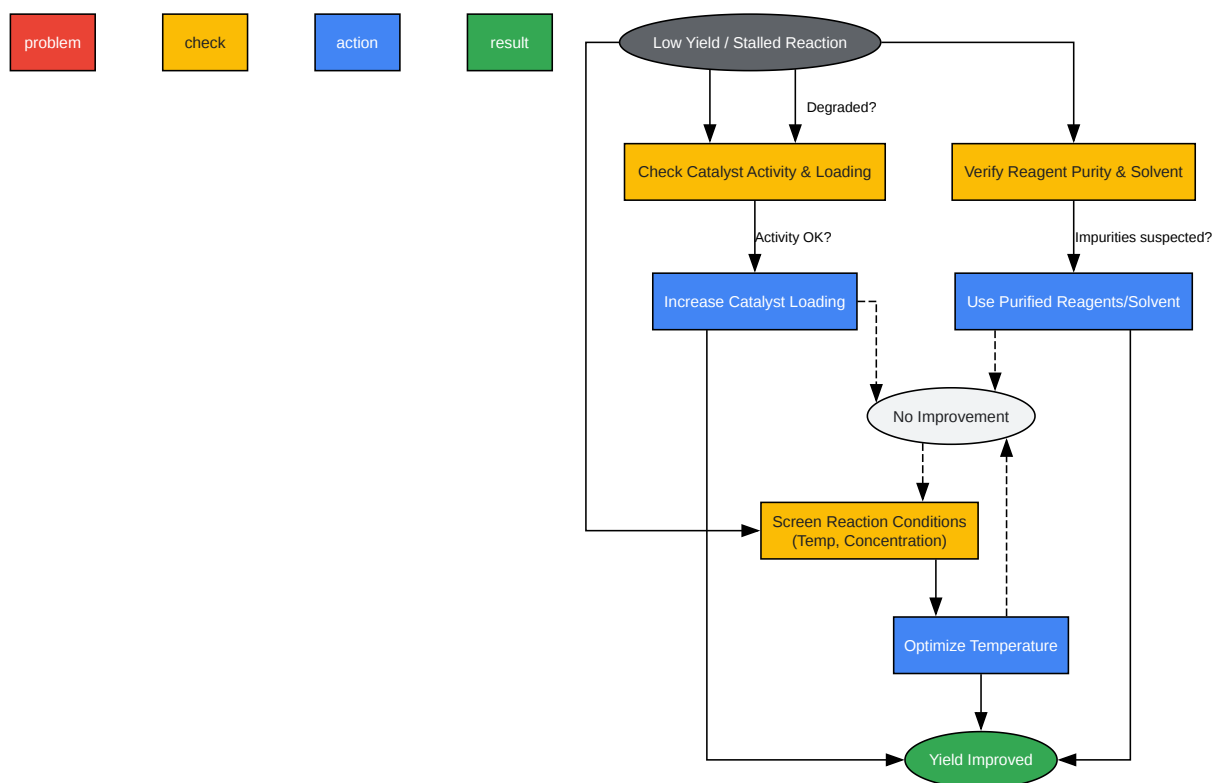 problem
check
action
result
Low Yield / Stalled Reaction
Degraded?
Check Catalyst Activity & Loading
Verify Reagent Purity & Solvent
Activity OK?
Impurities suspected?
Increase Catalyst Loading
Use Purified Reagents/Solvent
No Improvement
Screen Reaction Conditions
(Temp, Concentration)
Optimize Temperature
Yield Improved